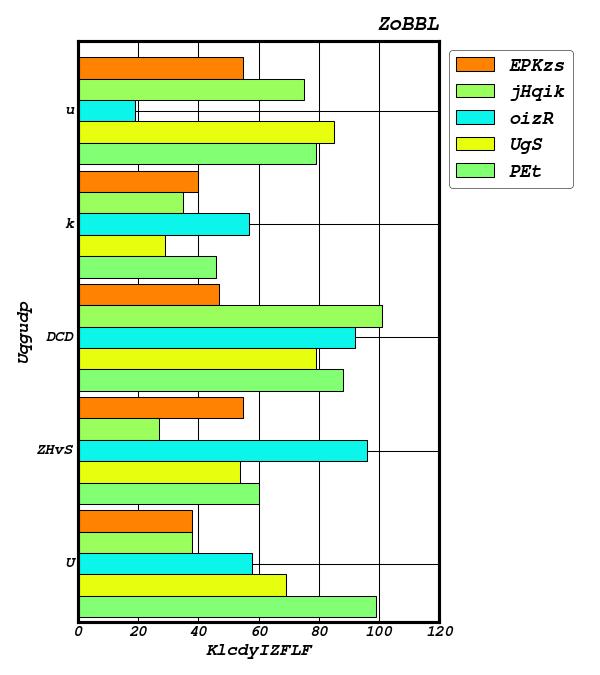 ZoBBL
EPKzs
jHqik
oizR
UgS
PEt
u
k
DCD
ZHvS
U
Uqgudp
0 20 40 60 80 100 120
KlcdyIZFLF